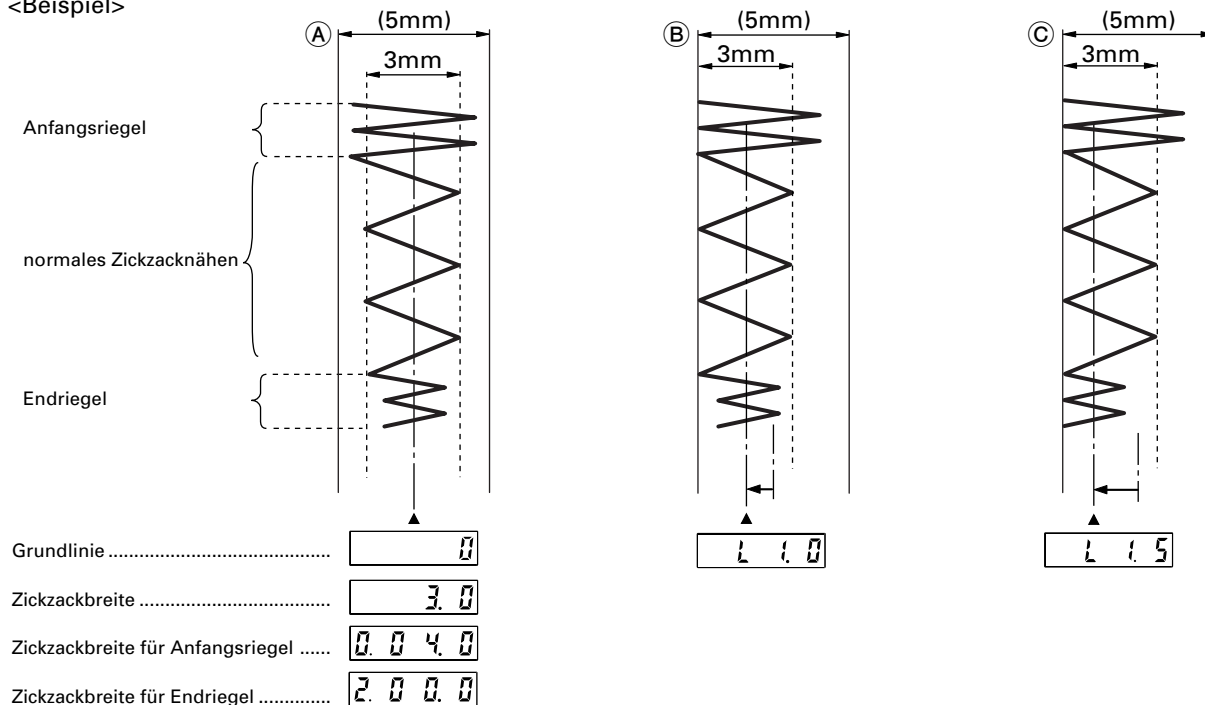 <Beispiel>
Ⓐ (5mm) Ⓑ (5mm) Ⓒ (5mm)
3mm 3mm 3mm
Anfangsriegel
normales Zickzacknähen
Endriegel
Grundlinie .......................................... 0 L 1.0 L 1.5
Zickzackbreite ..................................... 3.0
Zickzackbreite für Anfangsriegel ...... 0.04.0
Zickzackbreite für Endriegel .............. 2.00.0